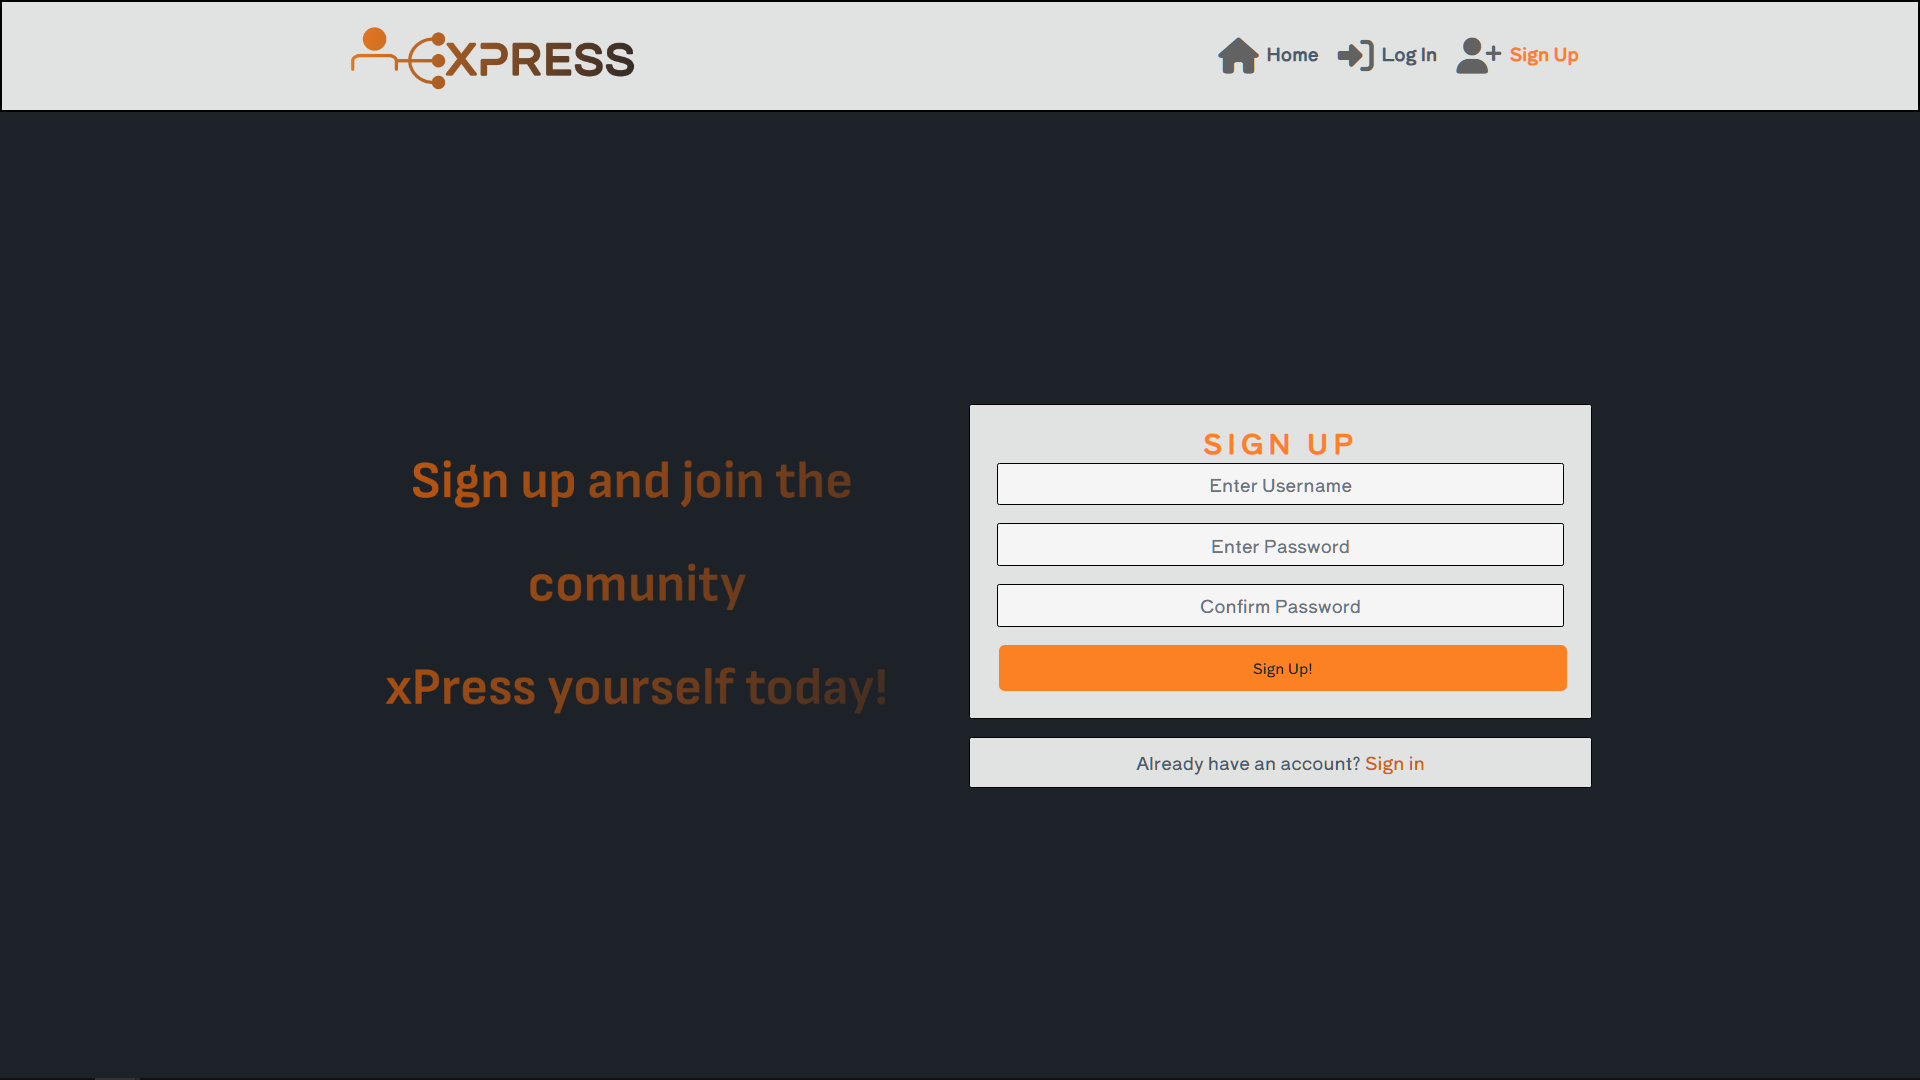 XPRESS
Home
Log In
Sign Up
Sign up and join the
comunity
xPress yourself today!
SIGN UP
Enter Username
Enter Password
Confirm Password
Sign Up!
Already have an account? Sign in